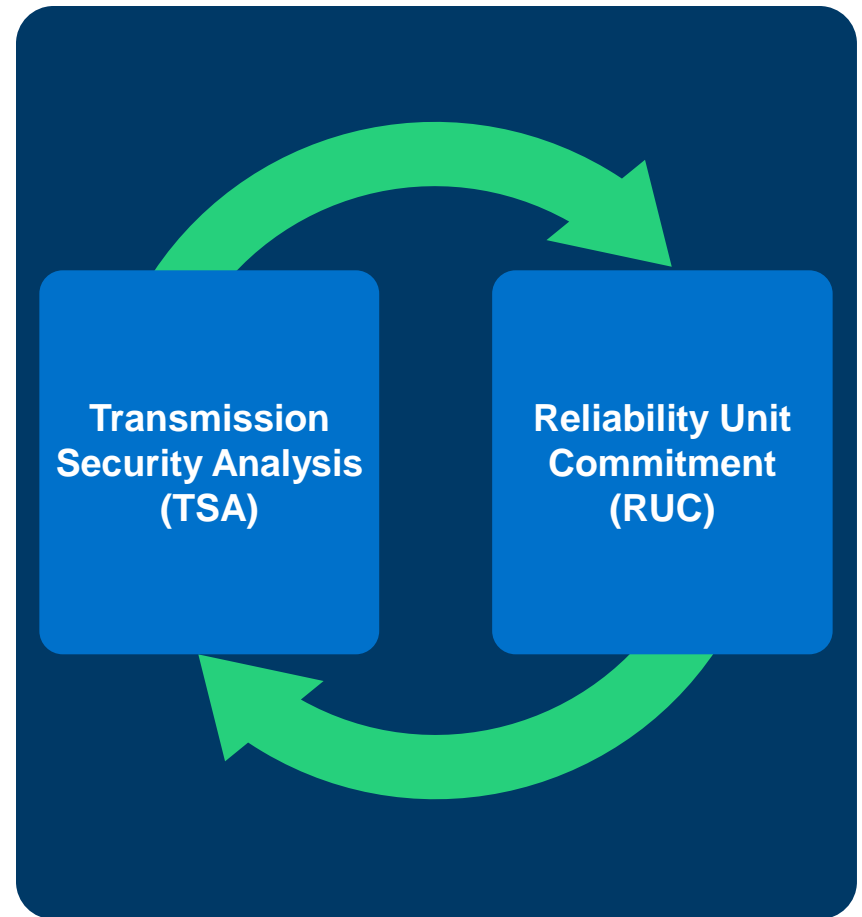 Transmission
Security Analysis
(TSA)
Reliability Unit
Commitment
(RUC)